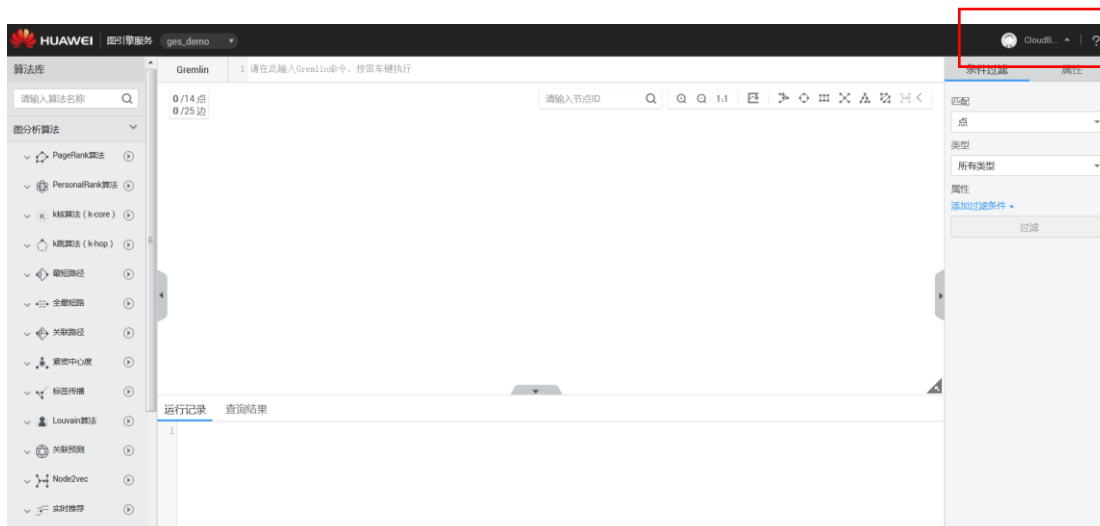 HUAWEI 图引擎服务 ges_demo CloudB... ?
算法库
请输入算法名称
图分析算法
PageRank算法
PersonalRank算法
k核算法（k-core）
k跳算法（k-hop）
最短路径
全最短路
关联路径
紧密中心度
标签传播
Louvain算法
关联预测
Node2vec
实时推荐
Gremlin 1 请在此输入Gremlin命令，按回车键执行
0 /14 点
0 /25 边
请输入节点ID 1:1
运行记录 查询结果
1
条件过滤 属性
匹配
点
类型
所有类型
属性
添加过滤条件
过滤